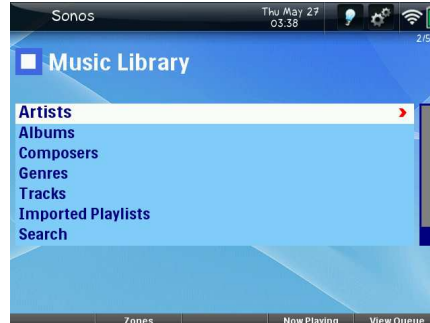 Sonos
Thu May 27
03.38
2/5
Music Library
Artists
Albums
Composers
Genres
Tracks
Imported Playlists
Search
Zones
Now Playing
View Queue